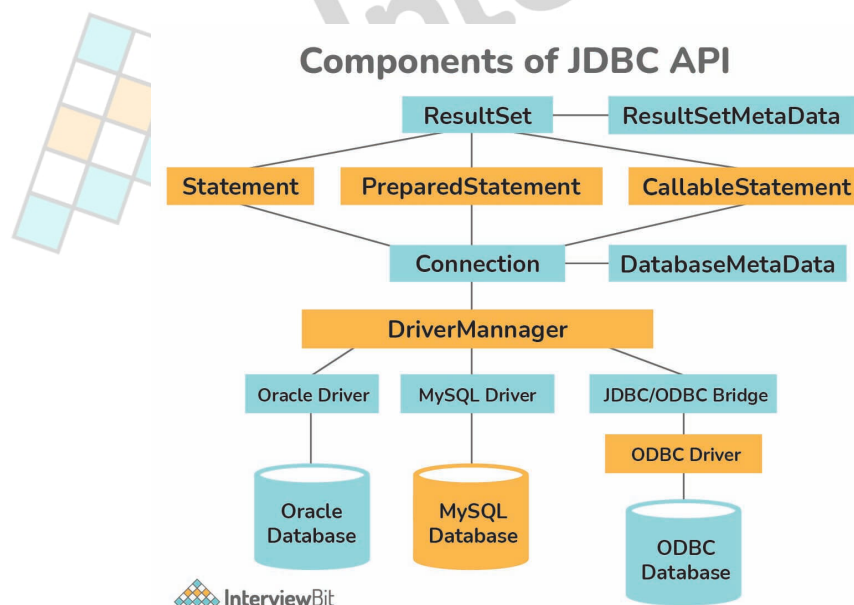 Components of JDBC API
ResultSet
ResultSetMetaData
Statement
PreparedStatement
CallableStatement
Connection
DatabaseMetaData
DriverMannager
Oracle Driver
MySQL Driver
JDBC/ODBC Bridge
ODBC Driver
Oracle
Database
MySQL
Database
ODBC
Database
InterviewBit